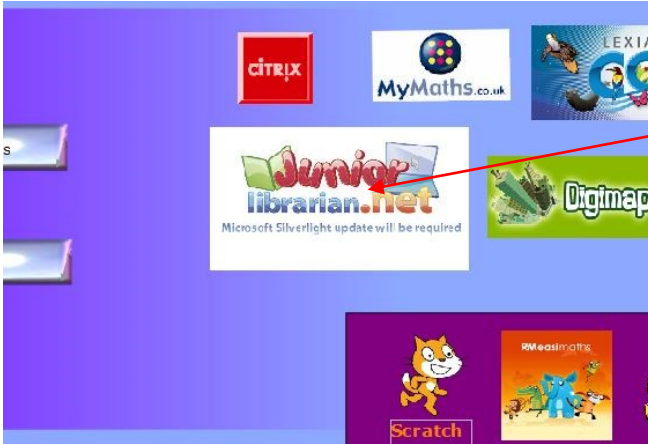 CITRIX
MyMaths.co.uk
LEXIA
s
Junior
librarian.net
Microsoft Silverlight update will be required
Digimap
RMeasimaths
Scratch